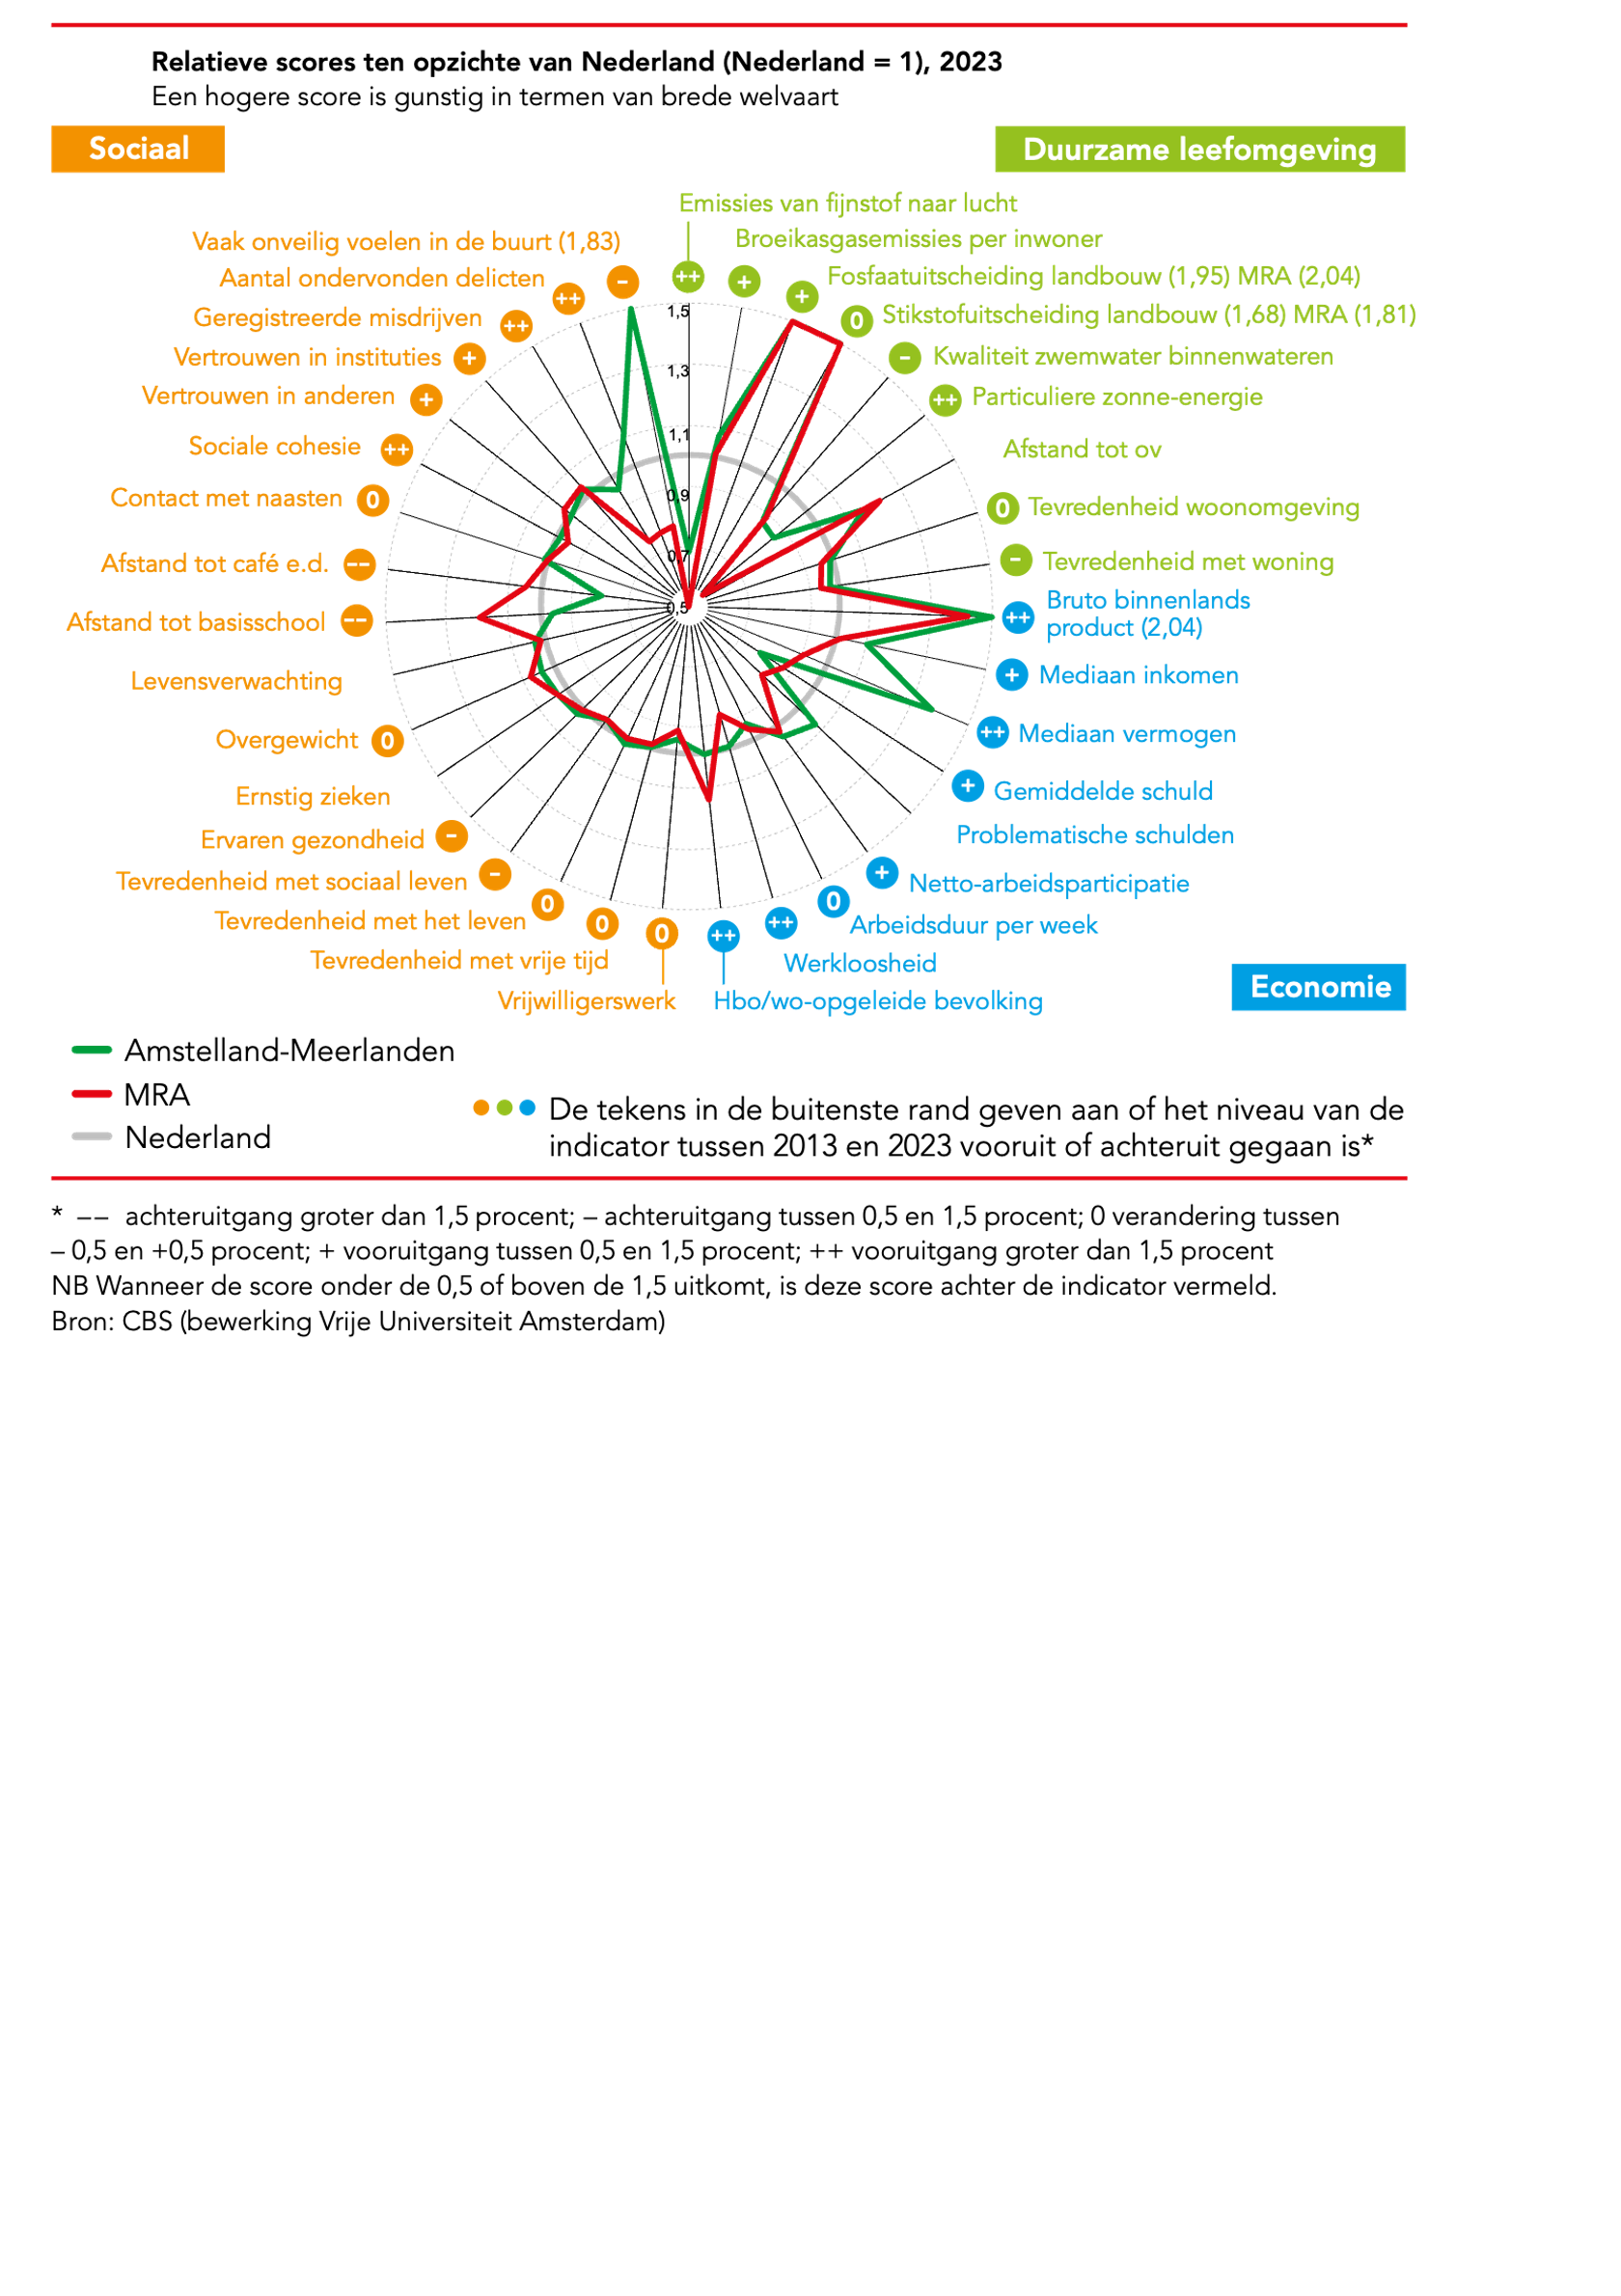 Relatieve scores ten opzichte van Nederland (Nederland = 1), 2023
Een hogere score is gunstig in termen van brede welvaart
Sociaal
Duurzame leefomgeving
Emissies van fijnstof naar lucht
Broeikasgasemissies per inwoner
Fosfaatuitscheiding landbouw (1,95) MRA (2,04)
Stikstofuitscheiding landbouw (1,68) MRA (1,81)
Kwaliteit zwemwater binnenwateren
Particuliere zonne-energie
Afstand tot ov
Tevredenheid woonomgeving
Tevredenheid met woning
Bruto binnenlands
product (2,04)
Mediaan inkomen
Mediaan vermogen
Gemiddelde schuld
Problematische schulden
Netto-arbeidsparticipatie
Arbeidsduur per week
Werkloosheid
Hbo/wo-opgeleide bevolking
Economie
Vrijwilligerswerk
Tevredenheid met vrije tijd
Tevredenheid met het leven
Tevredenheid met sociaal leven
Ervaren gezondheid
Ernstig zieken
Overgewicht
Levensverwachting
Afstand tot basisschool
Afstand tot café e.d.
Contact met naasten
Sociale cohesie
Vertrouwen in anderen
Vertrouwen in instituties
Geregistreerde misdrijven
Aantal ondervonden delicten
Vaak onveilig voelen in de buurt (1,83)
++
+
+
0
–
++
0
–
++
+
++
+
+
0
++
++
0
0
0
–
–
0
––
––
0
++
+
+
++
++
–
1,5
1,3
1,1
0,9
0,7
0,5
Amstelland-Meerlanden
MRA
Nederland
De tekens in de buitenste rand geven aan of het niveau van de
indicator tussen 2013 en 2023 vooruit of achteruit gegaan is*
* –– achteruitgang groter dan 1,5 procent; – achteruitgang tussen 0,5 en 1,5 procent; 0 verandering tussen
– 0,5 en +0,5 procent; + vooruitgang tussen 0,5 en 1,5 procent; ++ vooruitgang groter dan 1,5 procent
NB Wanneer de score onder de 0,5 of boven de 1,5 uitkomt, is deze score achter de indicator vermeld.
Bron: CBS (bewerking Vrije Universiteit Amsterdam)